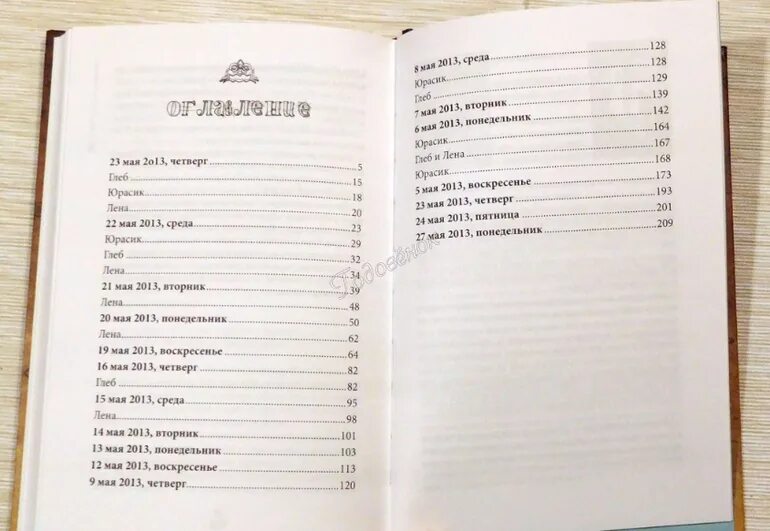 Оглавление
23 мая 2о13, четверг 5
Глеб 15
Юрасик 18
Лена 20
22 мая 2013, среда 23
Юрасик 29
Глеб 32
Лена 34
21 мая 2013, вторник 39
Лена 48
20 мая 2013, понедельник 50
Лена 62
19 мая 2013, воскресенье 64
16 мая 2013, четверг 82
Глеб 82
15 мая 2013, среда 95
Лена 98
14 мая 2013, вторник 101
13 мая 2013, понедельник 103
12 мая 2013, воскресенье 113
9 мая 2013, четверг 120
8 мая 2013, среда 128
Юрасик 128
Глеб 129
7 мая 2013, вторник 139
6 мая 2013, понедельник 142
Юрасик 164
Глеб и Лена 167
Юрасик 168
5 мая 2013, воскресенье 173
23 мая 2013, четверг 193
24 мая 2013, пятница 201
27 мая 2013, понедельник 209
Годовёнок